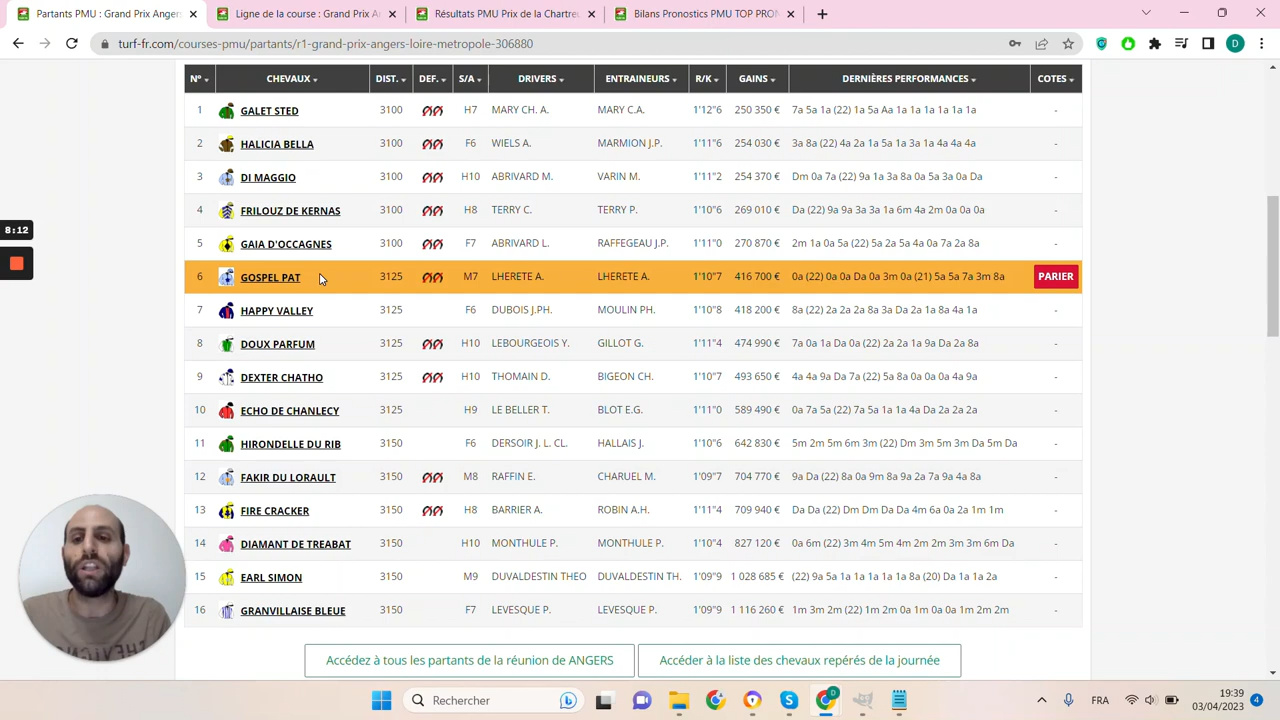 Partants PMU : Grand Prix Anger
Ligne de la course : Grand Prix A
Résultats PMU Prix de la Chartreu
Bilans Pronostics PMU TOP PRON
turf-fr.com/courses-pmu/partants/r1-grand-prix-angers-loire-metropole-306880
D
N° CHEVAUX DIST. DEF. S/A DRIVERS ENTRAINEURS R/K GAINS DERNIÈRES PERFORMANCES COTES
1 GALET STED 3100 H7 MARY CH. A. MARY C.A. 1'12"6 250 350 € 7a 5a 1a (22) 1a 5a Aa 1a 1a 1a 1a 1a 1a -
2 HALICIA BELLA 3100 F6 WIELS A. MARMION J.P. 1'11"6 254 030 € 3a 8a (22) 4a 2a 1a 5a 1a 3a 1a 4a 4a 4a -
3 DI MAGGIO 3100 H10 ABRIVARD M. VARIN M. 1'11"2 254 370 € Dm 0a 7a (22) 9a 1a 3a 8a 0a 5a 3a 0a Da -
4 FRILOUZ DE KERNAS 3100 H8 TERRY C. TERRY P. 1'10"6 269 010 € Da (22) 9a 9a 3a 3a 1a 6m 4a 2m 0a 0a 0a -
5 GAIA D'OCCAGNES 3100 F7 ABRIVARD L. RAFFEGEAU J.P. 1'11"0 270 870 € 2m 1a 0a 5a (22) 5a 2a 5a 4a 0a 7a 2a 8a -
8:12
6 GOSPEL PAT 3125 M7 LHERETE A. LHERETE A. 1'10"7 416 700 € 0a (22) 0a 0a Da 0a 3m 0a (21) 5a 5a 7a 3m 8a PARIER
7 HAPPY VALLEY 3125 F6 DUBOIS J.PH. MOULIN PH. 1'10"8 418 200 € 8a (22) 2a 2a 2a 8a 3a Da 2a 1a 8a 4a 1a -
8 DOUX PARFUM 3125 H10 LEBOURGEOIS Y. GILLOT G. 1'11"4 474 990 € 7a 0a 1a Da 0a (22) 2a 2a 1a 9a Da 2a 8a -
9 DEXTER CHATHO 3125 H10 THOMAIN D. BIGEON CH. 1'10"7 493 650 € 4a 4a 9a Da 7a (22) 5a 8a 0a 0a 0a 4a 9a -
10 ECHO DE CHANLECY 3125 H9 LE BELLER T. BLOT E.G. 1'11"0 589 490 € 0a 7a 5a (22) 7a 5a 1a 1a 4a Da 2a 2a 2a -
11 HIRONDELLE DU RIB 3150 F6 DERSOIR J. L. CL. HALLAIS J. 1'10"6 642 830 € 5m 2m 5m 6m 3m (22) Dm 3m 5m 3m Da 5m Da -
12 FAKIR DU LORAULT 3150 M8 RAFFIN E. CHARUEL M. 1'09"7 704 770 € 9a Da (22) 8a 0a 9m 8a 9a 2a 7a 9a 4a 8a -
13 FIRE CRACKER 3150 H8 BARRIER A. ROBIN A.H. 1'11"4 709 940 € Da Da (22) Dm Dm Da Da 4m 6a 0a 2a 1m 1m -
14 DIAMANT DE TREABAT 3150 H10 MONTHULE P. MONTHULE P. 1'10"4 827 120 € 0a 6m (22) 3m 4m 5m 4m 2m 2m 3m 3m 6m Da -
15 EARL SIMON 3150 M9 DUVALDESTIN THEO DUVALDESTIN TH. 1'09"9 1 028 685 € (22) 9a 5a 1a 1a 1a 1a 1a 8a (20) Da 1a 1a 2a -
16 GRANVILLAISE BLEUE 3150 F7 LEVESQUE P. LEVESQUE P. 1'09"9 1 116 260 € 1m 3m 2m (22) 1m 2m 0a 1m 0a 0a 1m 2m 2m -
Accédez à tous les partants de la réunion de ANGERS
Accéder à la liste des chevaux repérés de la journée
Rechercher
D
FRA
19:39
03/04/2023
4